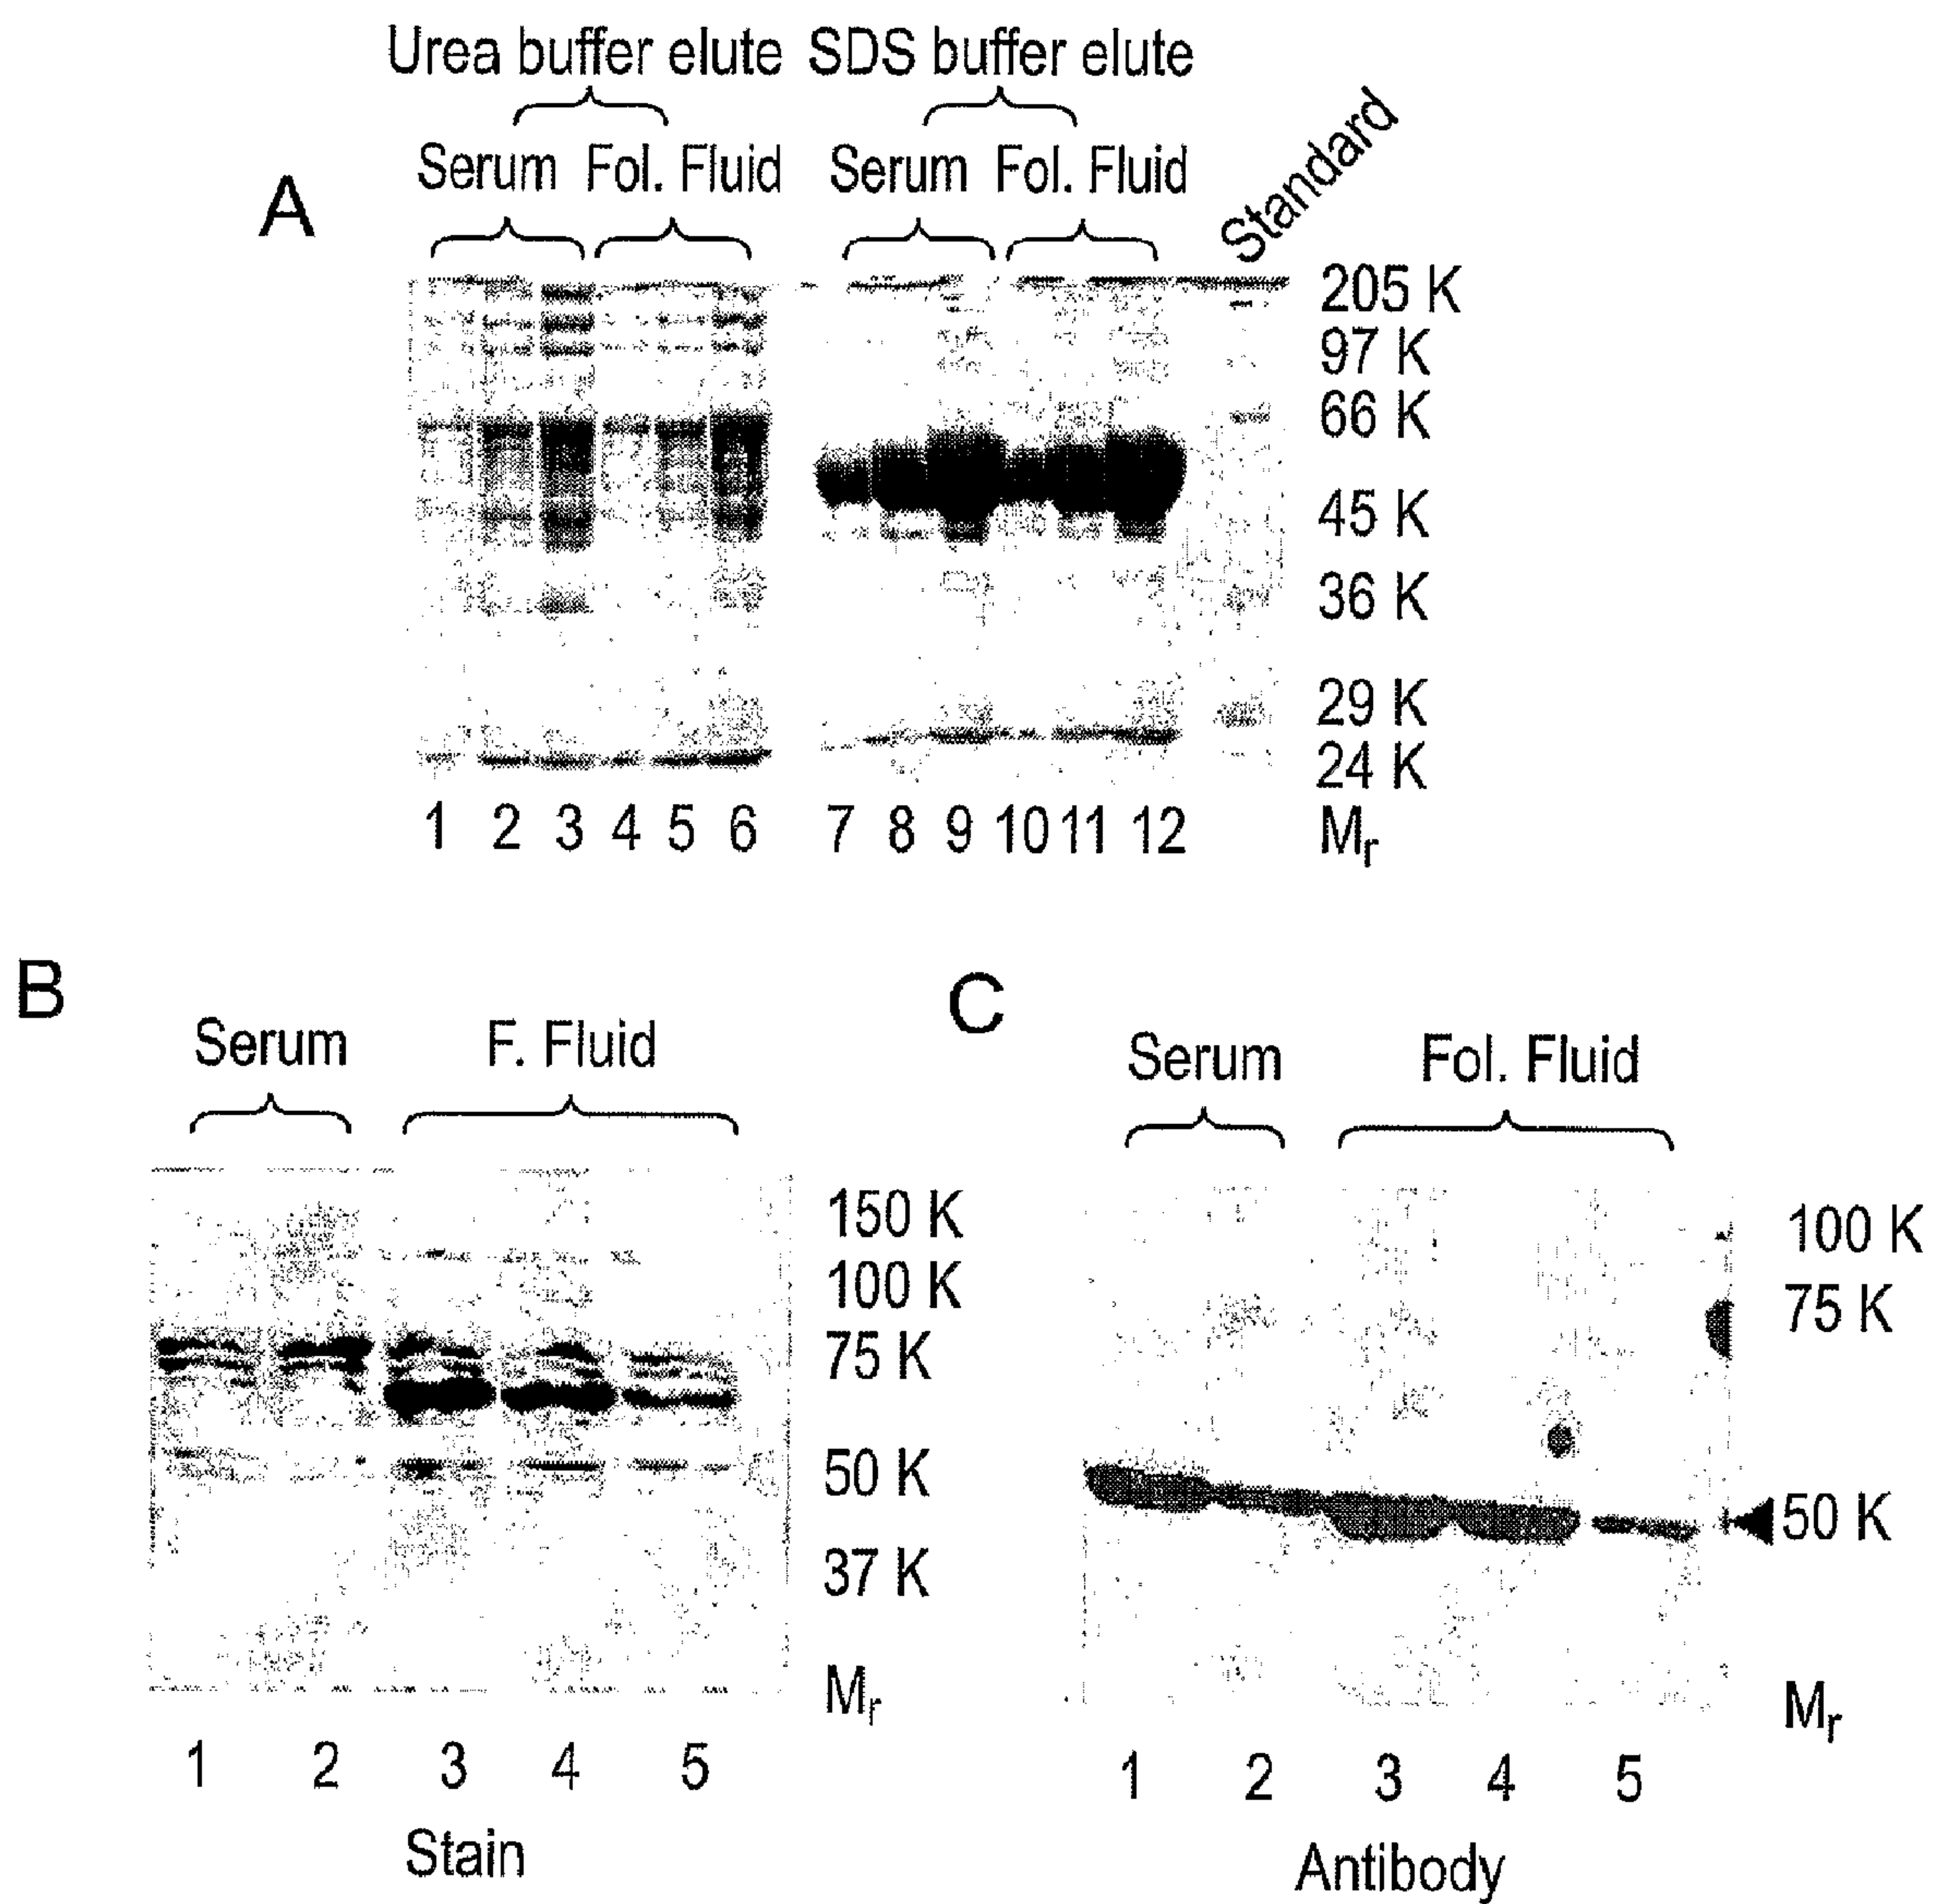 Urea buffer elute SDS buffer elute
Serum Fol. Fluid Serum Fol. Fluid Standard
A
205 K
97 K
66 K
45 K
36 K
29 K
24 K
1 2 3 4 5 6 7 8 9 10 11 12 Mr
B
Serum F. Fluid
150 K
100 K
75 K
50 K
37 K
Mr
1 2 3 4 5
Stain
C
Serum Fol. Fluid
100 K
75 K
50 K
Mr
1 2 3 4 5
Antibody